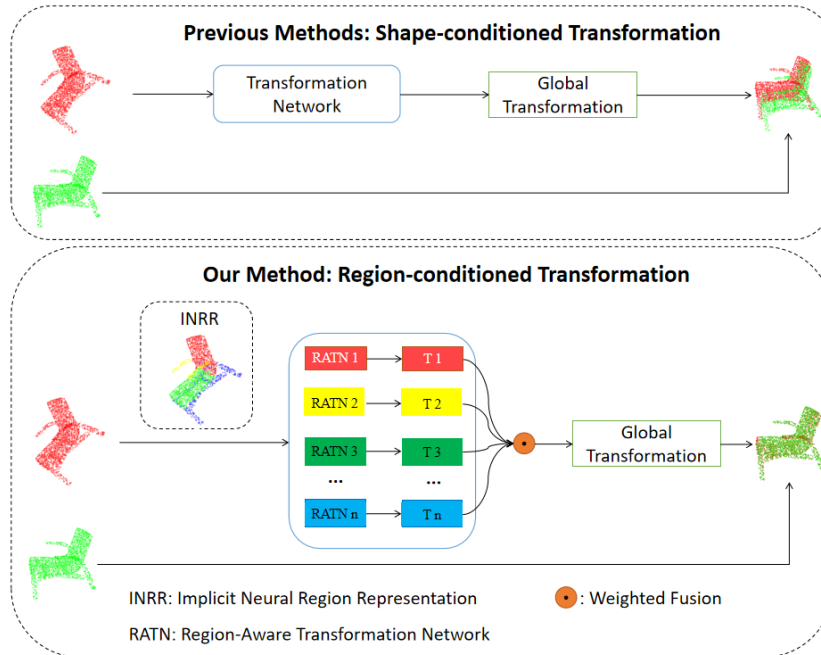 Previous Methods: Shape-conditioned Transformation
Transformation
Network
Global
Transformation
Our Method: Region-conditioned Transformation
INRR
RATN 1
T 1
RATN 2
T 2
RATN 3
T 3
...
...
RATN n
T n
Global
Transformation
INRR: Implicit Neural Region Representation
: Weighted Fusion
RATN: Region-Aware Transformation Network